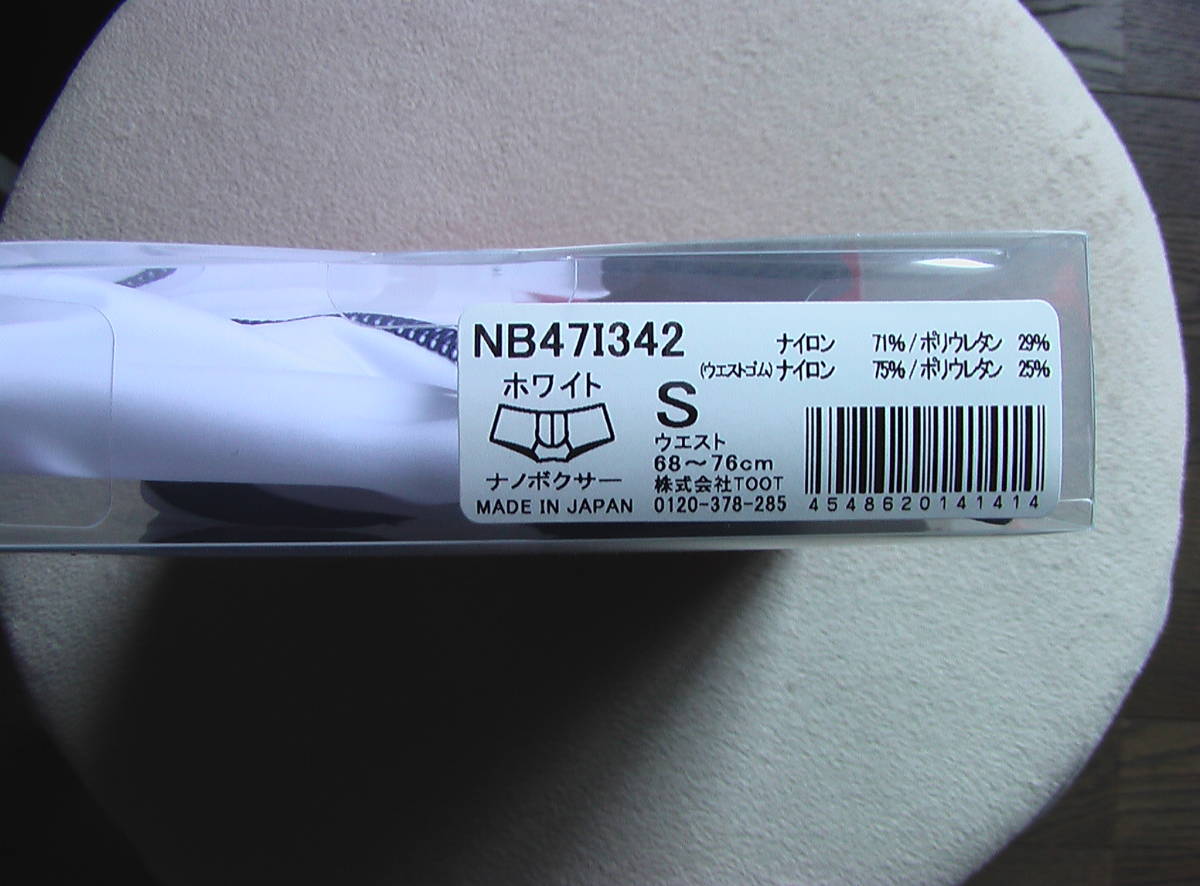 NB47I342
ナイロン 71% / ポリウレタン 29%
(ウエストゴム) ナイロン 75% / ポリウレタン 25%
ホワイト
ナノボクサー
MADE IN JAPAN
S
ウエスト
68〜76cm
株式会社TOOT
0120-378-285
4548620141414